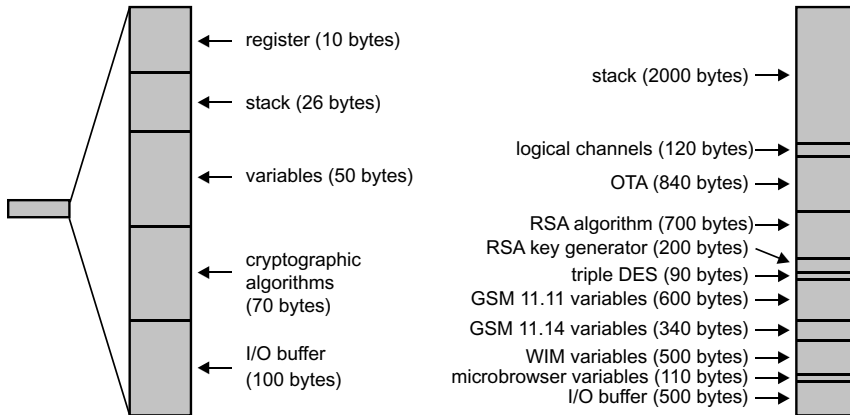 register (10 bytes)
stack (26 bytes)
variables (50 bytes)
cryptographic
algorithms
(70 bytes)
I/O buffer
(100 bytes)
stack (2000 bytes)
logical channels (120 bytes)
OTA (840 bytes)
RSA algorithm (700 bytes)
RSA key generator (200 bytes)
triple DES (90 bytes)
GSM 11.11 variables (600 bytes)
GSM 11.14 variables (340 bytes)
WIM variables (500 bytes)
microbrowser variables (110 bytes)
I/O buffer (500 bytes)